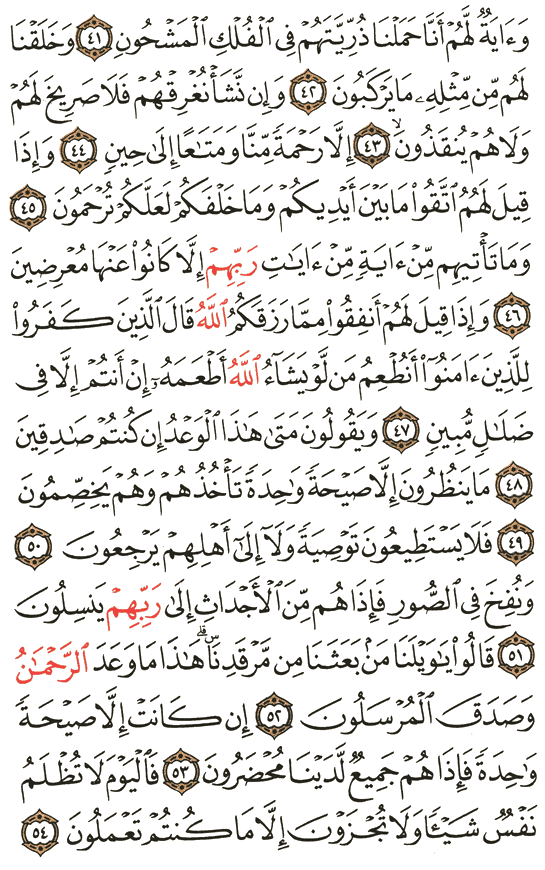 وَءَايَةٌ لَّهُمْ أَنَّا حَمَلْنَا ذُرِّيَّتَهُمْ فِى ٱلْفُلْكِ ٱلْمَشْحُونِ ٤١ وَخَلَقْنَا
لَهُم مِّن مِّثْلِهِۦ مَا يَرْكَبُونَ ٤٢ وَإِن نَّشَأْ نُغْرِقْهُمْ فَلَا صَرِيخَ لَهُمْ
وَلَا هُمْ يُنقَذُونَ ٤٣ إِلَّا رَحْمَةً مِّنَّا وَمَتَـٰعًا إِلَىٰ حِينٍ ٤٤ وَإِذَا
قِيلَ لَهُمُ ٱتَّقُوا۟ مَا بَيْنَ أَيْدِيكُمْ وَمَا خَلْفَكُمْ لَعَلَّكُمْ تُرْحَمُونَ ٤٥
وَمَا تَأْتِيهِم مِّنْ ءَايَةٍ مِّنْ ءَايَـٰتِ رَبِّهِمْ إِلَّا كَانُوا۟ عَنْهَا مُعْرِضِينَ
٤٦ وَإِذَا قِيلَ لَهُمْ أَنفِقُوا۟ مِمَّا رَزَقَكُمُ ٱللَّهُ قَالَ ٱلَّذِينَ كَفَرُوا۟
لِلَّذِينَ ءَامَنُوٓا۟ أَنُطْعِمُ مَن لَّوْ يَشَآءُ ٱللَّهُ أَطْعَمَهُۥٓ إِنْ أَنتُمْ إِلَّا فِى
ضَلَـٰلٍ مُّبِينٍ ٤٧ وَيَقُولُونَ مَتَىٰ هَـٰذَا ٱلْوَعْدُ إِن كُنتُمْ صَـٰدِقِينَ
٤٨ مَا يَنظُرُونَ إِلَّا صَيْحَةً وَٰحِدَةً تَأْخُذُهُمْ وَهُمْ يَخِصِّمُونَ
٤٩ فَلَا يَسْتَطِيعُونَ تَوْصِيَةً وَلَآ إِلَىٰٓ أَهْلِهِمْ يَرْجِعُونَ ٥٠
وَنُفِخَ فِى ٱلصُّورِ فَإِذَا هُم مِّنَ ٱلْأَجْدَاثِ إِلَىٰ رَبِّهِمْ يَنسِلُونَ
٥١ قَالُوا۟ يَـٰوَيْلَنَا مَنۢ بَعَثَنَا مِن مَّرْقَدِنَا ۜ ۗ هَـٰذَا مَا وَعَدَ ٱلرَّحْمَـٰنُ
وَصَدَقَ ٱلْمُرْسَلُونَ ٥٢ إِن كَانَتْ إِلَّا صَيْحَةً
وَٰحِدَةً فَإِذَا هُمْ جَمِيعٌ لَّدَيْنَا مُحْضَرُونَ ٥٣ فَٱلْيَوْمَ لَا تُظْلَمُ
نَفْسٌ شَيْـًٔا وَلَا تُجْزَوْنَ إِلَّا مَا كُنتُمْ تَعْمَلُونَ ٥٤